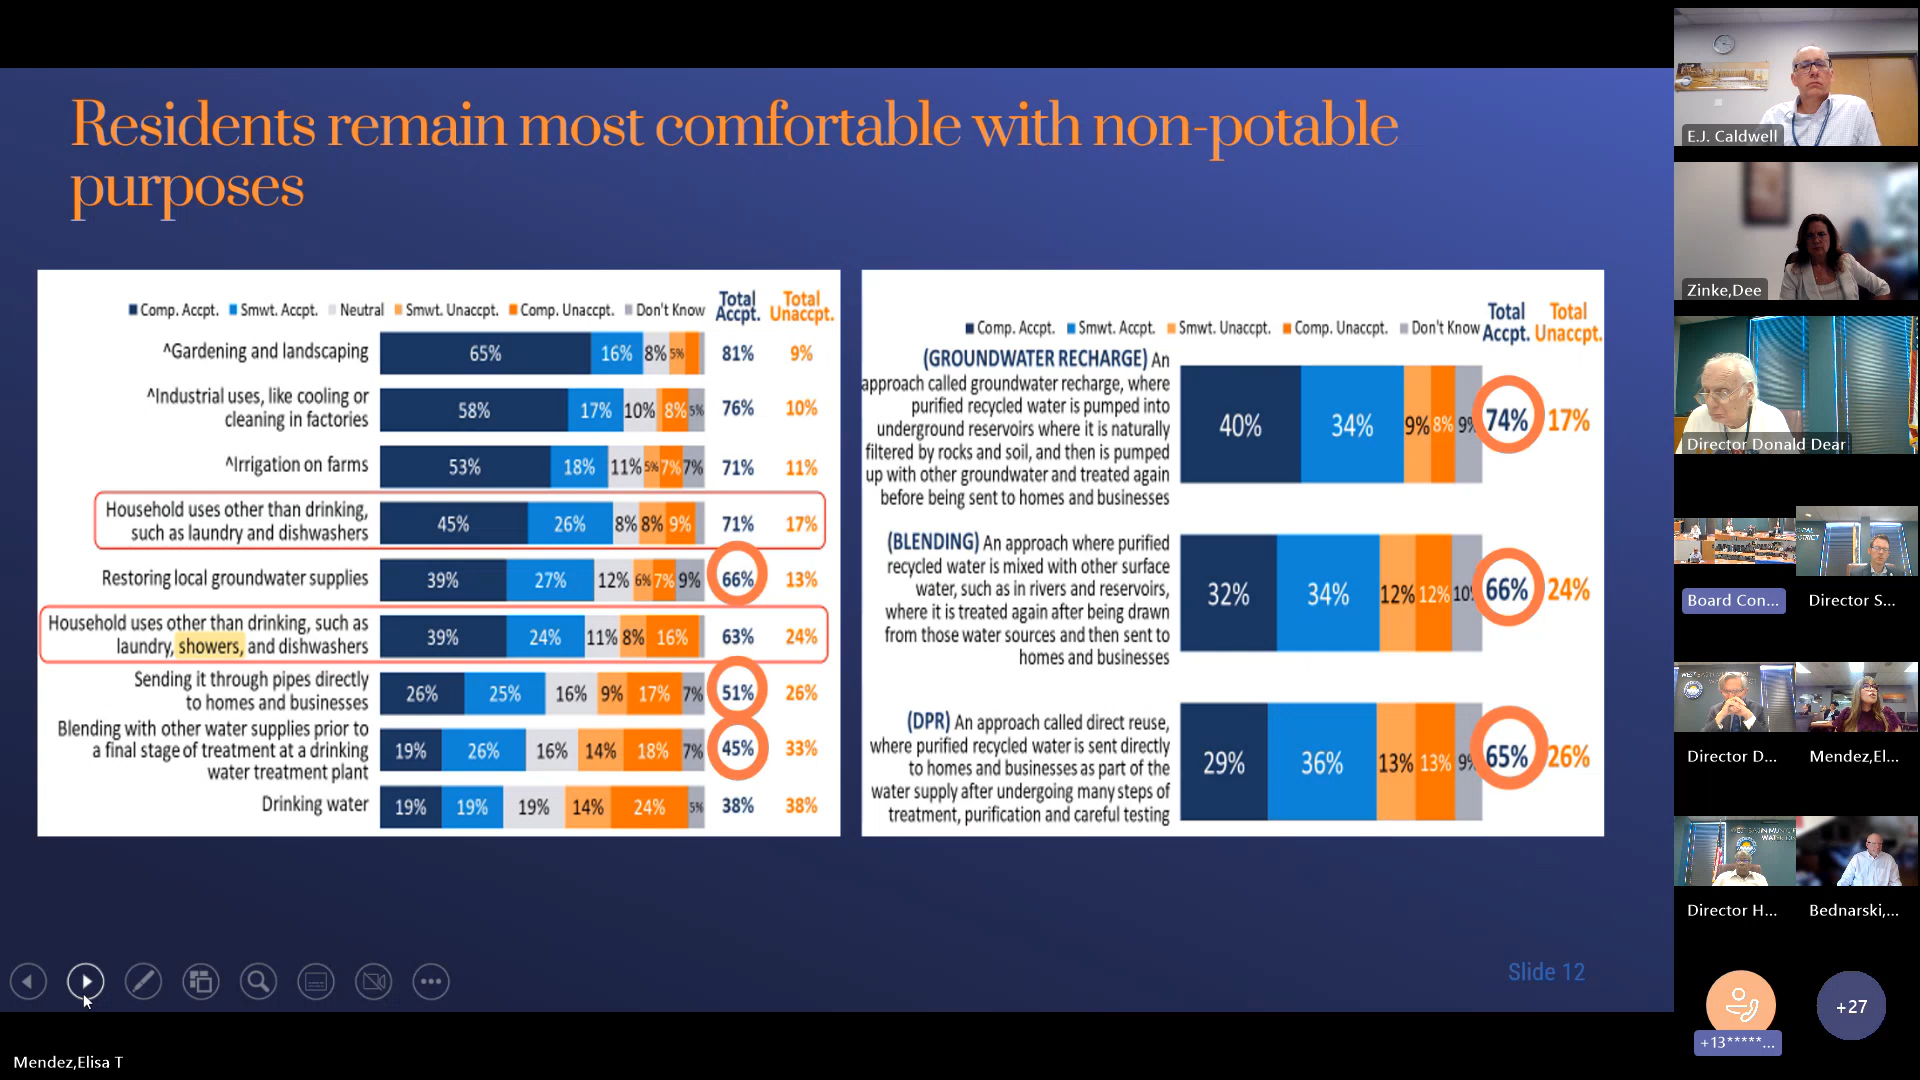 Residents remain most comfortable with non-potable
purposes
Comp. Accpt. Smwt. Accpt. Neutral Smwt. Unaccpt. Comp. Unaccpt. Don't Know
Total
Accpt.
Total
Unaccpt.
^Gardening and landscaping 65% 16% 8% 5% 81% 9%
^Industrial uses, like cooling or
cleaning in factories
58% 17% 10% 8% 5% 76% 10%
^Irrigation on farms 53% 18% 11% 5% 7% 7% 71% 11%
Household uses other than drinking,
such as laundry and dishwashers
45% 26% 8% 8% 9% 71% 17%
Restoring local groundwater supplies 39% 27% 12% 6% 7% 9% 66% 13%
Household uses other than drinking, such as
laundry, showers, and dishwashers
39% 24% 11% 8% 16% 63% 24%
Sending it through pipes directly
to homes and businesses
26% 25% 16% 9% 17% 7% 51% 26%
Blending with other water supplies prior to
a final stage of treatment at a drinking
water treatment plant
19% 26% 16% 14% 18% 7% 45% 33%
Drinking water 19% 19% 19% 14% 24% 5% 38% 38%
Comp. Accpt. Smwt. Accpt. Smwt. Unaccpt. Comp. Unaccpt. Don't Know
Total
Accpt.
Total
Unaccpt.
(GROUNDWATER RECHARGE) An
approach called groundwater recharge, where
purified recycled water is pumped into
underground reservoirs where it is naturally
filtered by rocks and soil, and then is pumped
up with other groundwater and treated again
before being sent to homes and businesses
40% 34% 9% 8% 9% 74% 17%
(BLENDING) An approach where purified
recycled water is mixed with other surface
water, such as in rivers and reservoirs,
where it is treated again after being drawn
from those water sources and then sent to
homes and businesses
32% 34% 12% 12% 10% 66% 24%
(DPR) An approach called direct reuse,
where purified recycled water is sent directly
to homes and businesses as part of the
water supply after undergoing many steps of
treatment, purification and careful testing
29% 36% 13% 13% 9% 65% 26%
Slide 12
Mendez,Elisa T
E.J. Caldwell
Zinke,Dee
Director Donald Dear
Board Con...
Director S...
Director D...
Mendez,El...
Director H...
Bednarski,...
+13*****...
+27